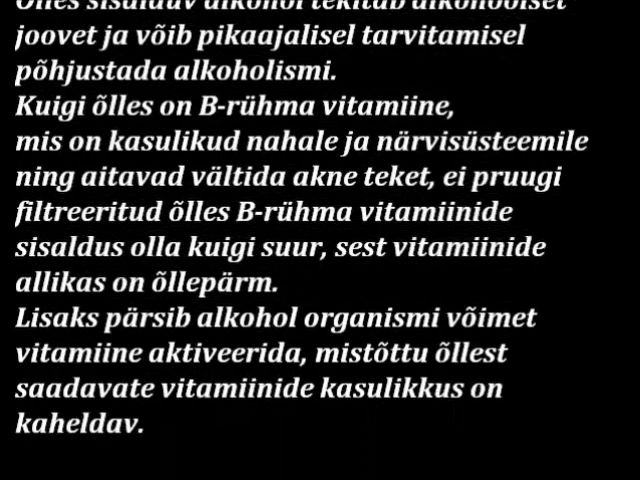 Õlles sisalduv alkohol tekitab alkohoolset
joovet ja võib pikaajalisel tarvitamisel
põhjustada alkoholismi.
Kuigi õlles on B-rühma vitamiine,
mis on kasulikud nahale ja närvisüsteemile
ning aitavad vältida akne teket, ei pruugi
filtreeritud õlles B-rühma vitamiinide
sisaldus olla kuigi suur, sest vitamiinide
allikas on õllepärm.
Lisaks pärsib alkohol organismi võimet
vitamiine aktiveerida, mistõttu õllest
saadavate vitamiinide kasulikkus on
kaheldav.